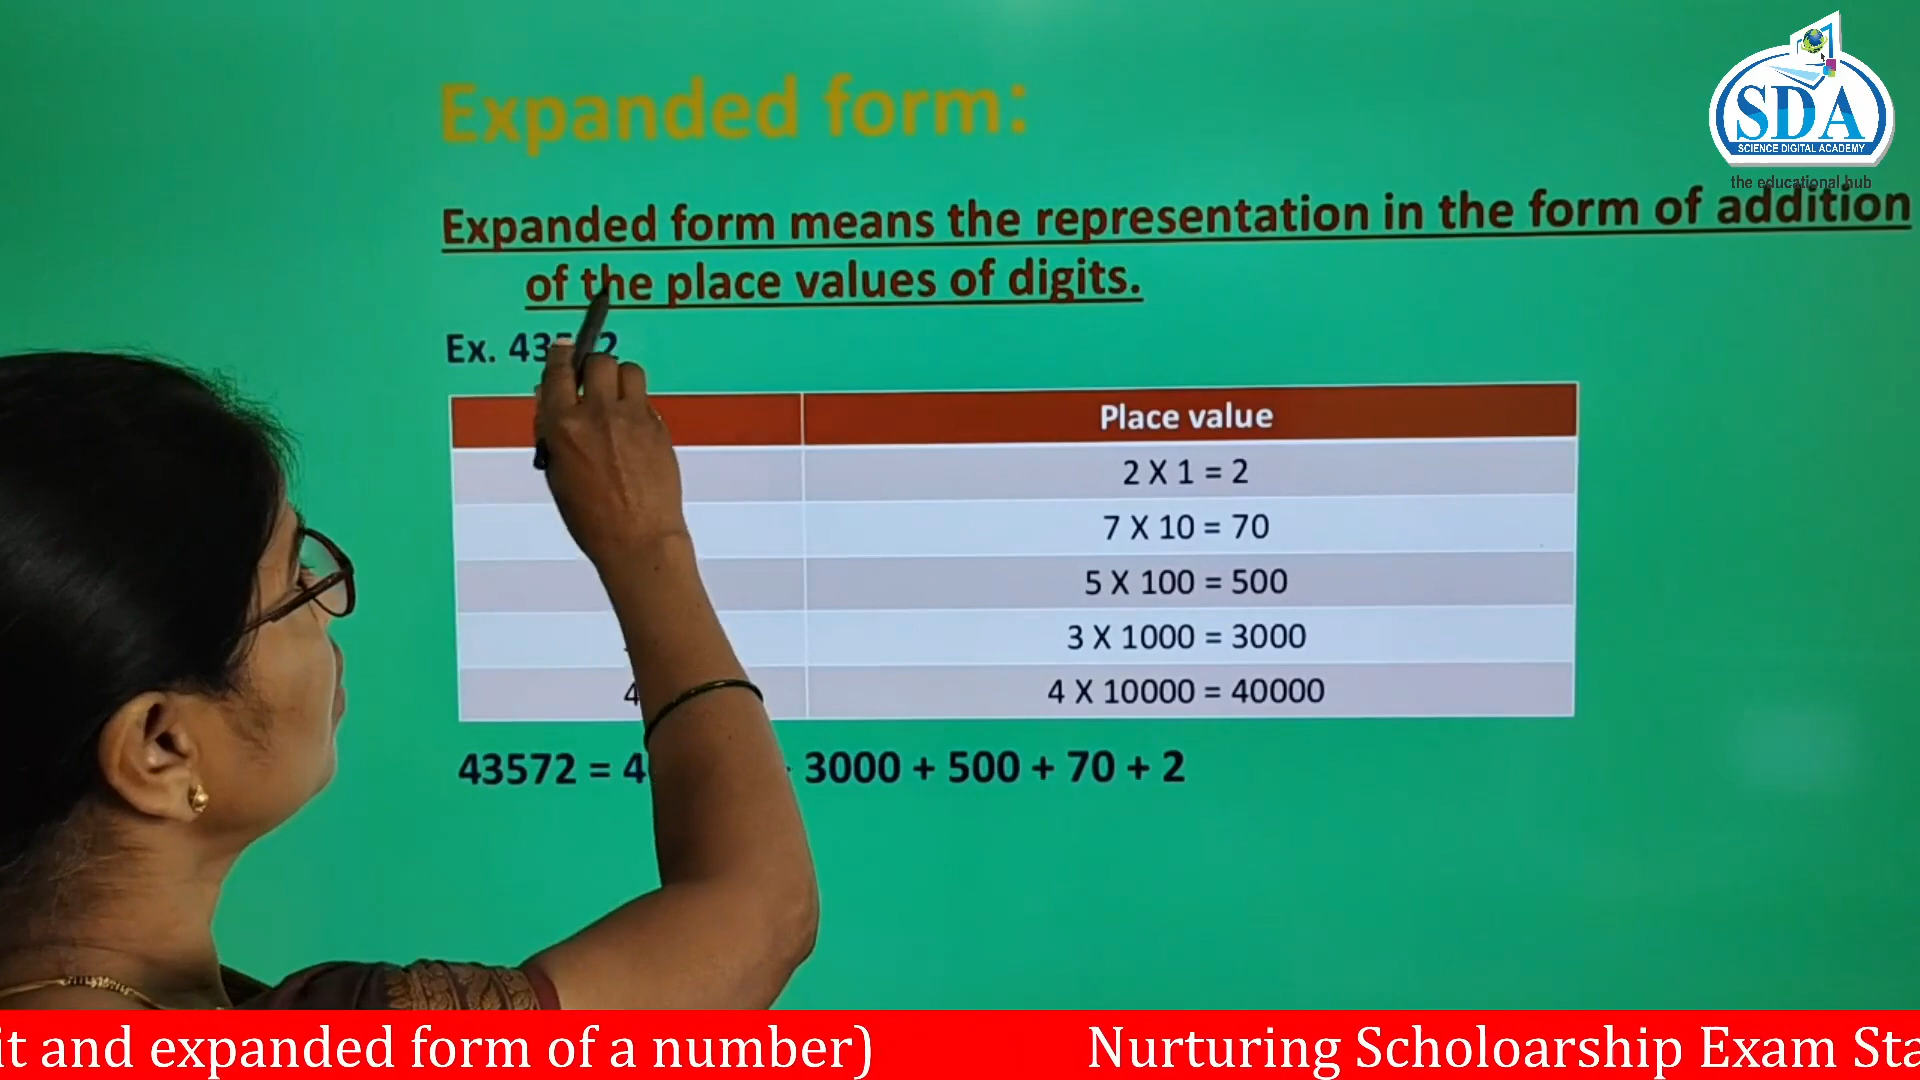 SDA
SCIENCE DIGITAL ACADEMY
the educational hub
Expanded form:
Expanded form means the representation in the form of addition
of the place values of digits.
Ex.
Place value
2 X 1 = 2
7 X 10 = 70
5 X 100 = 500
3 X 1000 = 3000
4 4 X 10000 = 40000
43572 = 3000 + 500 + 70 + 2
it and expanded form of a number) Nurturing Scholoarship Exam Sta